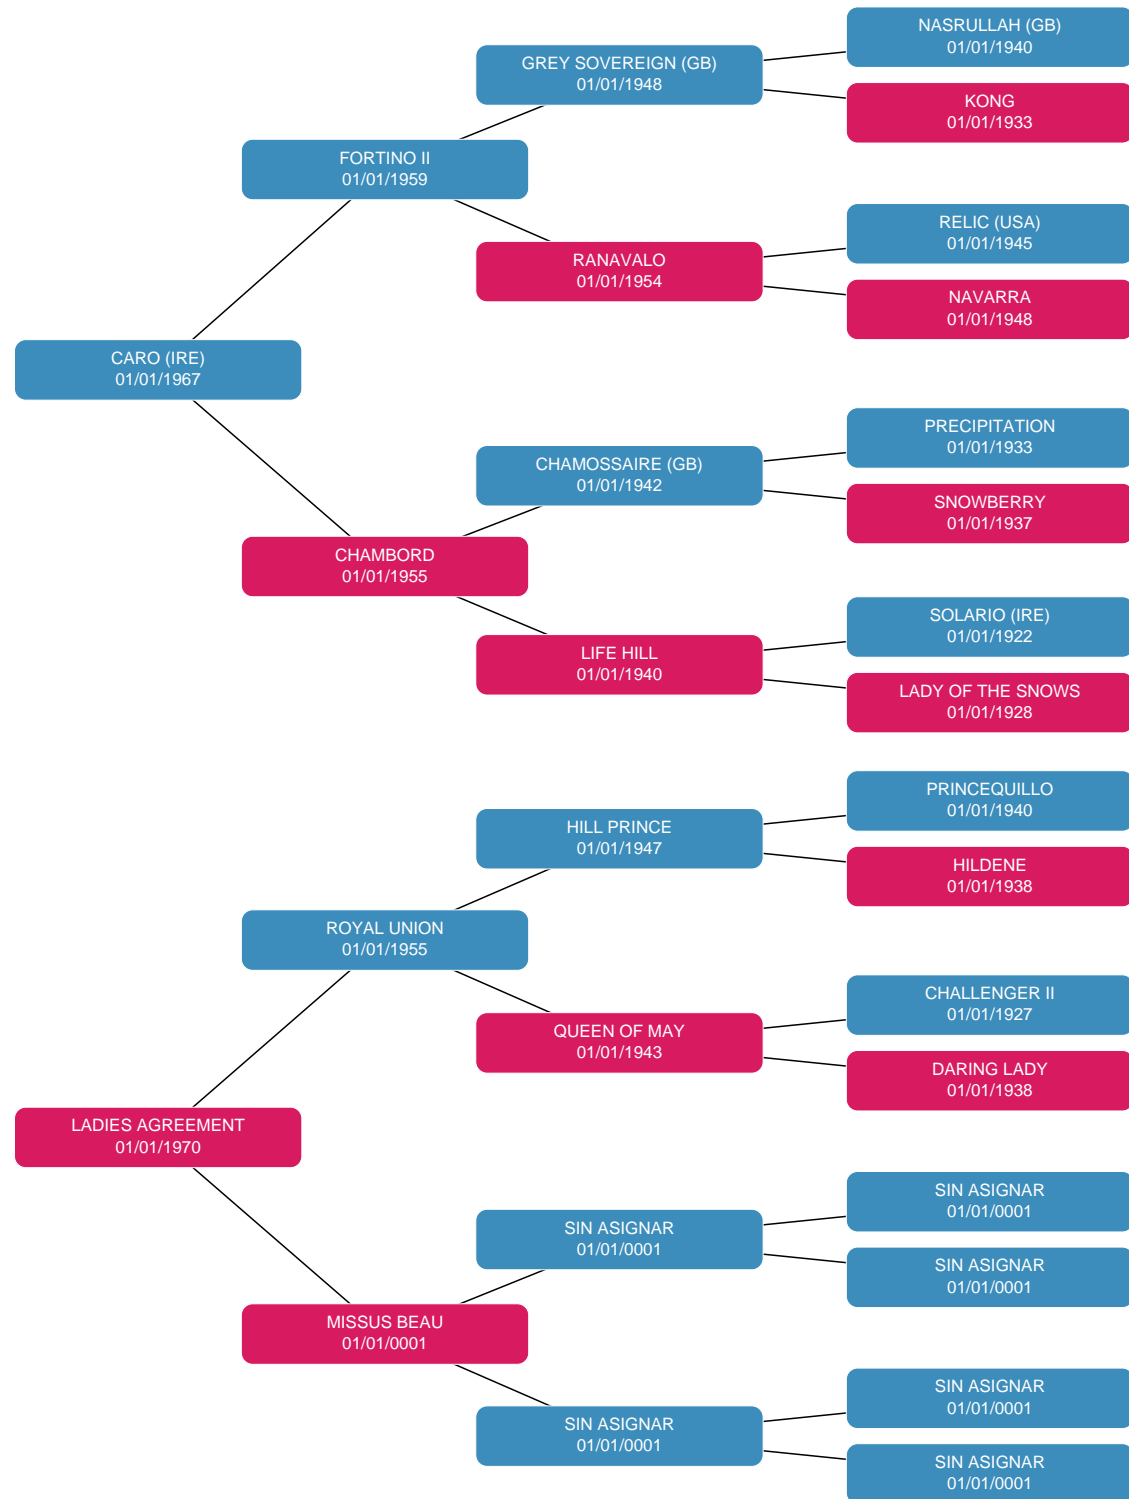 NASRULLAH (GB)
01/01/1940
GREY SOVEREIGN (GB)
01/01/1948
KONG
01/01/1933
FORTINO II
01/01/1959
RELIC (USA)
01/01/1945
RANAVALO
01/01/1954
NAVARRA
01/01/1948
CARO (IRE)
01/01/1967
PRECIPITATION
01/01/1933
CHAMOSSAIRE (GB)
01/01/1942
SNOWBERRY
01/01/1937
CHAMBORD
01/01/1955
SOLARIO (IRE)
01/01/1922
LIFE HILL
01/01/1940
LADY OF THE SNOWS
01/01/1928
PRINCEQUILLO
01/01/1940
HILL PRINCE
01/01/1947
HILDENE
01/01/1938
ROYAL UNION
01/01/1955
CHALLENGER II
01/01/1927
QUEEN OF MAY
01/01/1943
DARING LADY
01/01/1938
LADIES AGREEMENT
01/01/1970
SIN ASIGNAR
01/01/0001
SIN ASIGNAR
01/01/0001
SIN ASIGNAR
01/01/0001
MISSUS BEAU
01/01/0001
SIN ASIGNAR
01/01/0001
SIN ASIGNAR
01/01/0001
SIN ASIGNAR
01/01/0001